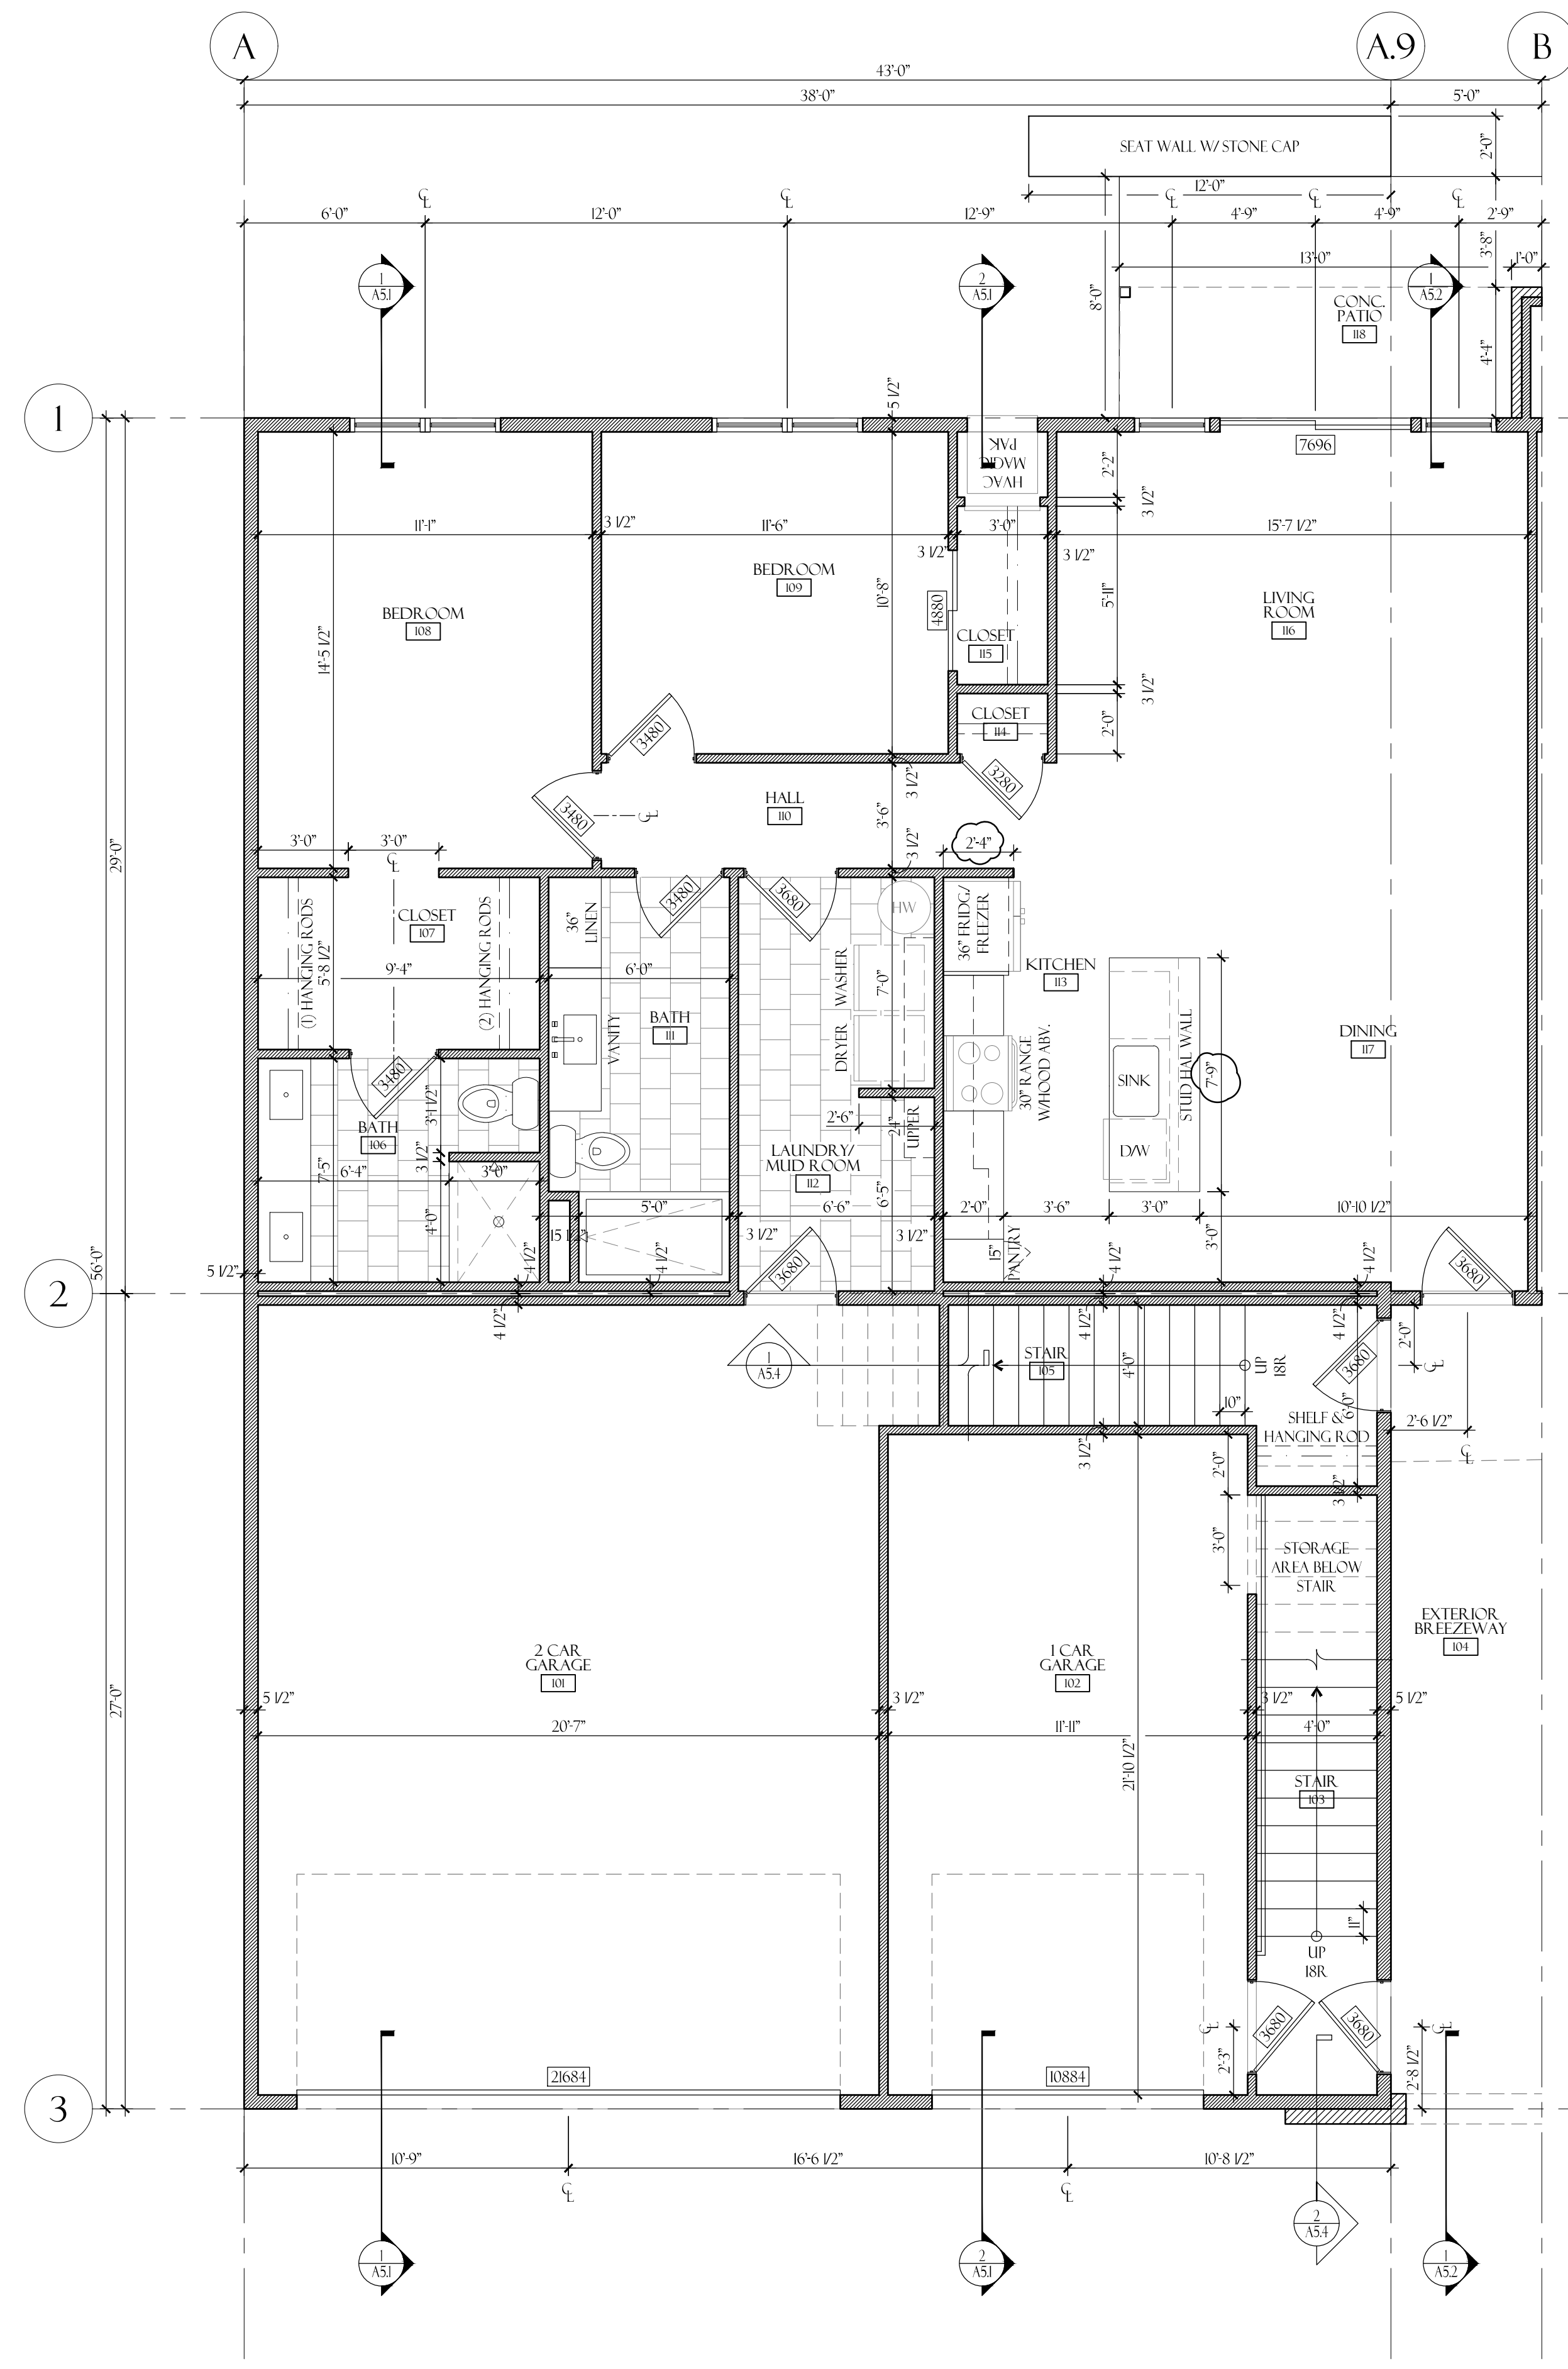 A
A.9
B
43'-0"
38'-0"
5'-0"
SEAT WALL W/ STONE CAP
2'-0"
12'-0"
6'-0"
12'-0"
12'-9"
4'-9"
4'-9"
2'-9"
3'-8"
13'-0"
1'-0"
1
A5.1
2
A5.1
1
A5.2
8'-0"
CONC.
PATIO
118
4'-4"
5 1/2"
1
7696
HVAC
MAGIC
PAK
2'-2"
3 1/2"
11'-1"
3 1/2"
11'-6"
3'-0"
15'-7 1/2"
3 1/2"
3 1/2"
BEDROOM
109
10'-8"
4880
5'-11"
LIVING
ROOM
116
BEDROOM
108
14'-5 1/2"
CLOSET
115
3 1/2"
CLOSET
114
2'-0"
3480
3280
3 1/2"
HALL
110
3'-6"
3480
29'-0"
3'-0"
3'-0"
3 1/2"
2'-4"
3480
3680
HW
36" FRIDG/
FREEZER
36"
LINEN
CLOSET
107
(1) HANGING RODS
5'-8 1/2"
(2) HANGING RODS
9'-4"
6'-0"
WASHER
7'-0"
KITCHEN
113
BATH
111
VANITY
DRYER
30" RANGE
W/HOOD ABV.
STUD HALF WALL
DINING
117
SINK
7'-9"
3480
3'-1 1/2"
BATH
106
2'-6"
24"
UPPER
D/W
LAUNDRY/
MUD ROOM
112
3 1/2"
7'-5"
6'-4"
3'-0"
4'-0"
15 1/2"
5'-0"
6'-6"
6'-5"
2'-0"
3'-6"
3'-0"
10'-10 1/2"
3 1/2"
3 1/2"
15"
PANTRY
3'-0"
5 1/2"
4 1/2"
4 1/2"
4 1/2"
4 1/2"
3680
3680
56'-0"
2
4 1/2"
4 1/2"
4 1/2"
1
A5.4
STAIR
105
4'-0"
UP
18R
3680
2'-0"
10"
6'-0"
SHELF &
HANGING ROD
2'-6 1/2"
3 1/2"
2'-0"
3 1/2"
3'-0"
STORAGE
AREA BELOW
STAIR
EXTERIOR
BREEZEWAY
104
2 CAR
GARAGE
101
1 CAR
GARAGE
102
27'-0"
5 1/2"
3 1/2"
3 1/2"
5 1/2"
20'-7"
11'-11"
4'-0"
21'-10 1/2"
STAIR
103
11"
UP
18R
3680
3680
2'-3"
2'-8 1/2"
21684
10884
3
10'-9"
16'-6 1/2"
10'-8 1/2"
2
A5.4
1
A5.1
2
A5.1
1
A5.2